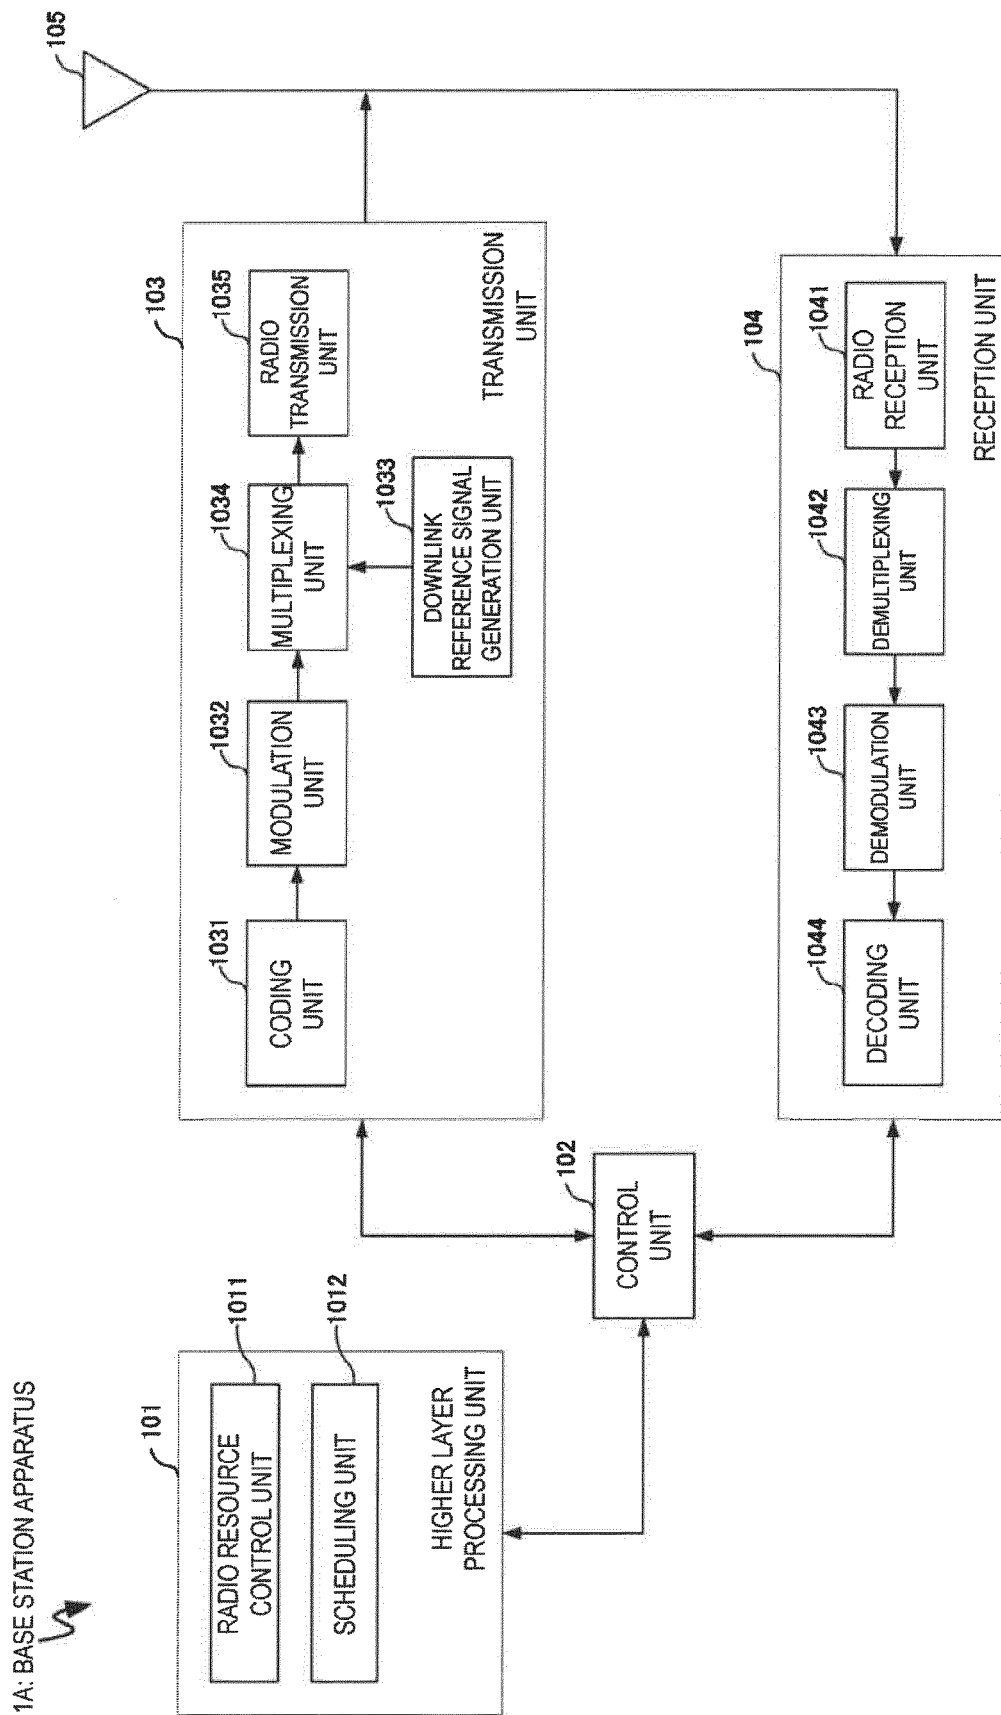 1A: BASE STATION APPARATUS
101
RADIO RESOURCE
CONTROL UNIT
1011
SCHEDULING UNIT
1012
HIGHER LAYER
PROCESSING UNIT
102
CONTROL
UNIT
103
1031
CODING
UNIT
1032
MODULATION
UNIT
1034
MULTIPLEXING
UNIT
1035
RADIO
TRANSMISSION
UNIT
1033
DOWNLINK
REFERENCE SIGNAL
GENERATION UNIT
TRANSMISSION
UNIT
105
104
1044
DECODING
UNIT
1043
DEMODULATION
UNIT
1042
DEMULTIPLEXING
UNIT
1041
RADIO
RECEPTION
UNIT
RECEPTION UNIT